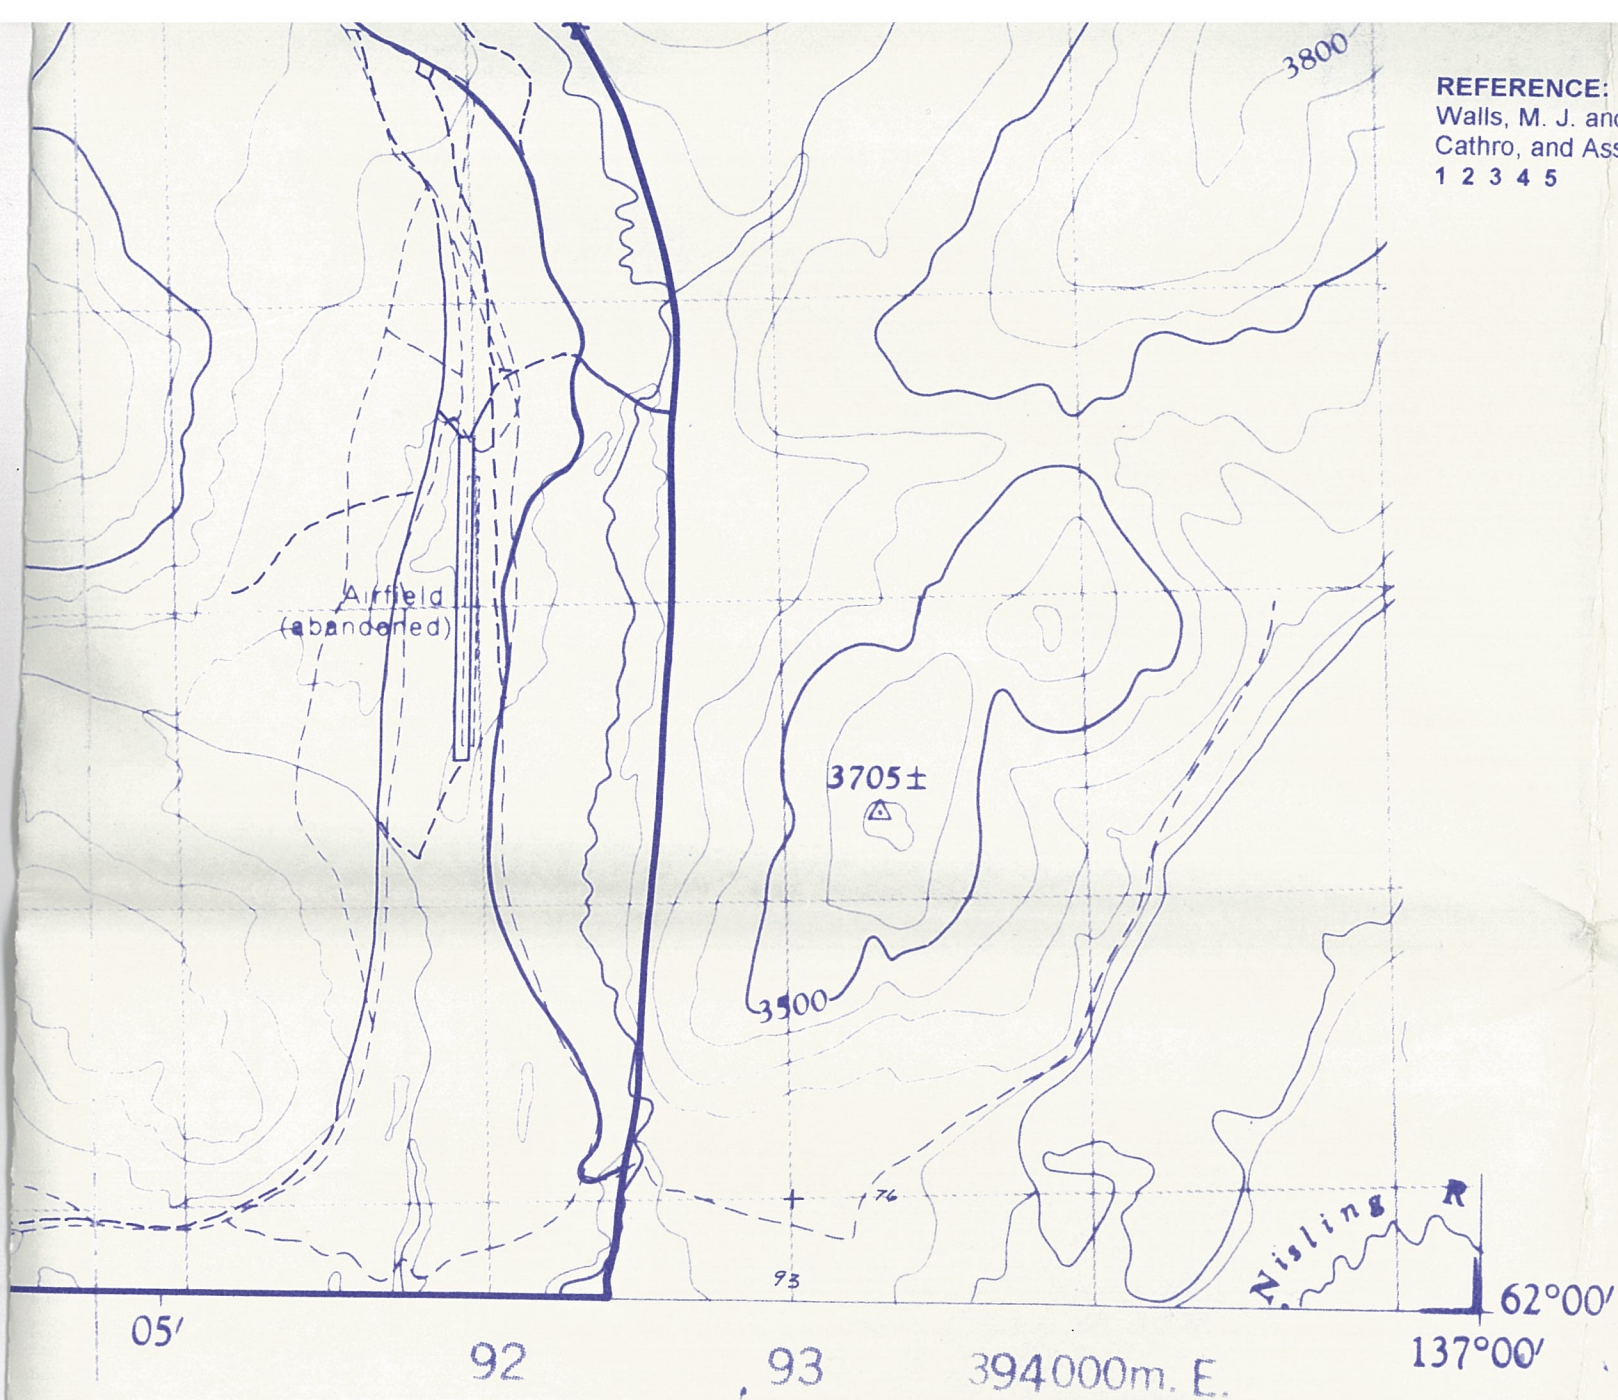 3800
REFERENCE:
Walls, M. J. and
Cathro, and Ass
1 2 3 4 5
Airfield
(abandoned)
3705±
3500
76
93
Nisling R
62°00'
05'
137°00'
92
93
394000m. E.